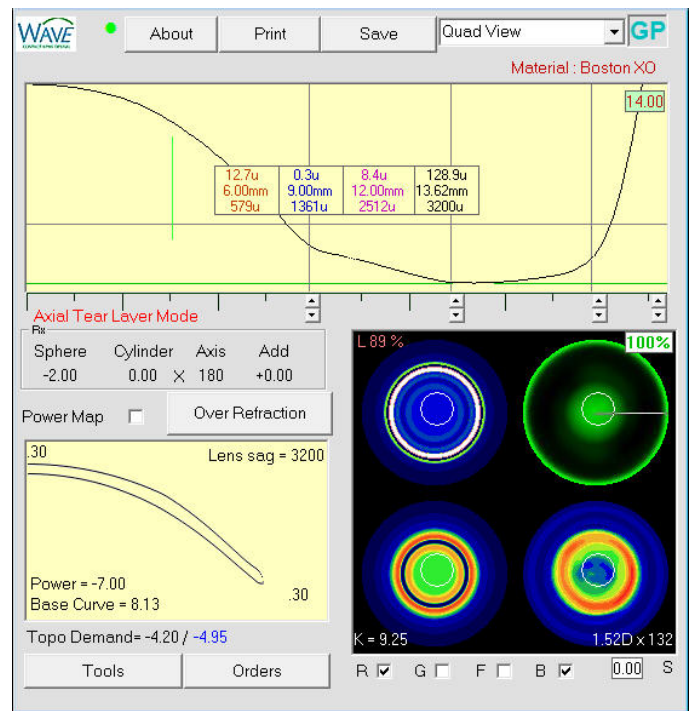 WAVE
About
Print
Save
Quad View
GP
Material : Boston XO
14.00
12.7u 0.3u 8.4u 128.9u
6.00mm 9.00mm 12.00mm 13.62mm
579u 1361u 2512u 3200u
Axial Tear Layer Mode
Rx
Sphere Cylinder Axis Add
-2.00 0.00 X 180 +0.00
Power Map
Over Refraction
.30
Lens sag = 3200
Power = -7.00
Base Curve = 8.13
.30
Topo Demand= -4.20 / -4.95
Tools
Orders
L 89 %
100%
K = 9.25
1.52D x 132
R G F B 0.00 S